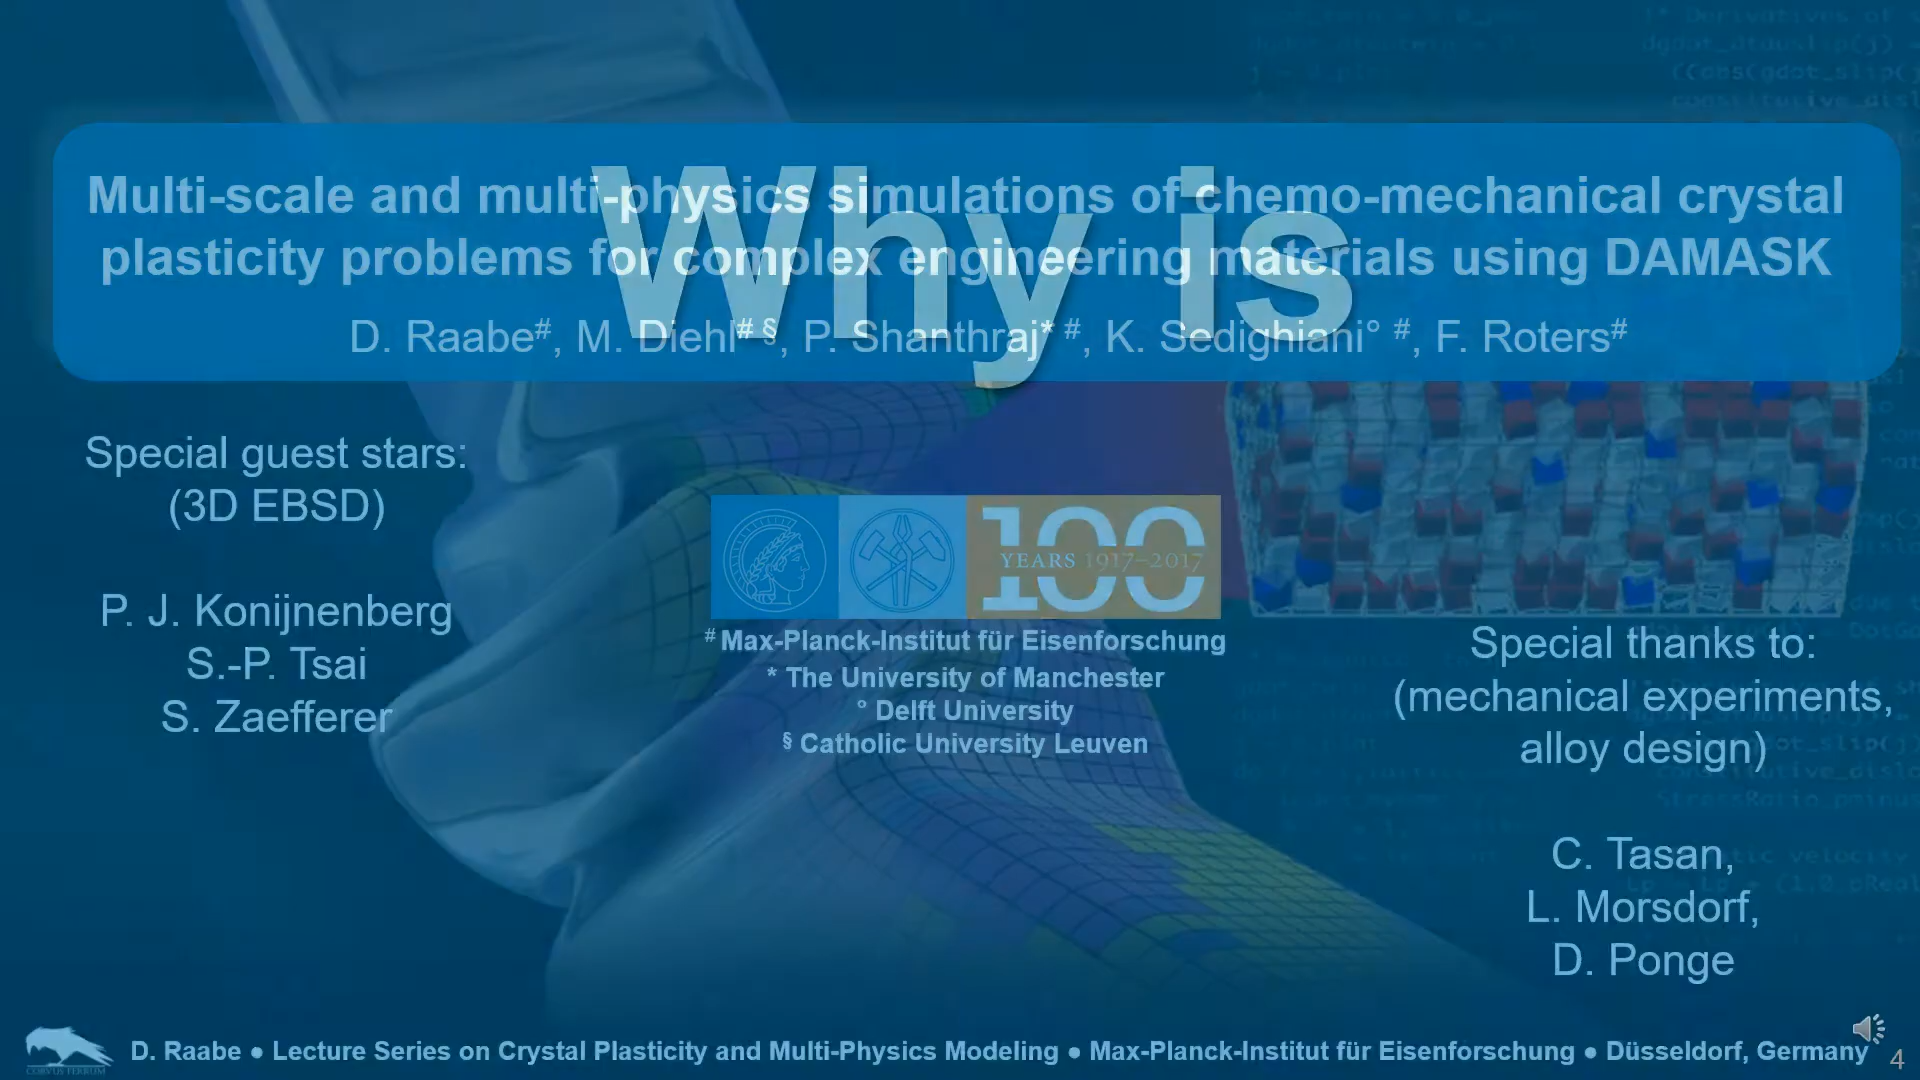 Multi-scale and multi-physics simulations of chemo-mechanical crystal
plasticity problems for complex engineering materials using DAMASK
Why is
D. Raabe#, M. Diehl# §, P. Shanthraj* #, K. Sedighiani° #, F. Roters#
Special guest stars:
(3D EBSD)
P. J. Konijnenberg
S.-P. Tsai
S. Zaefferer
100
YEARS 1917–2017
# Max-Planck-Institut für Eisenforschung
* The University of Manchester
° Delft University
§ Catholic University Leuven
Special thanks to:
(mechanical experiments,
alloy design)
C. Tasan,
L. Morsdorf,
D. Ponge
CORVUS FERRUM
D. Raabe ● Lecture Series on Crystal Plasticity and Multi-Physics Modeling ● Max-Planck-Institut für Eisenforschung ● Düsseldorf, Germany
4